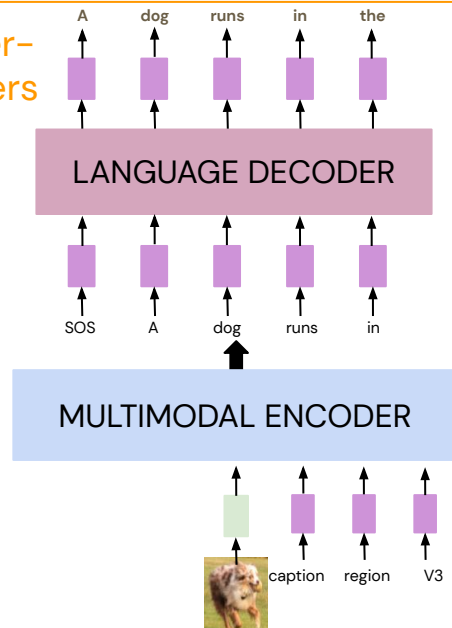 A dog runs in the
er-
ers
LANGUAGE DECODER
SOS A dog runs in
MULTIMODAL ENCODER
caption region V3